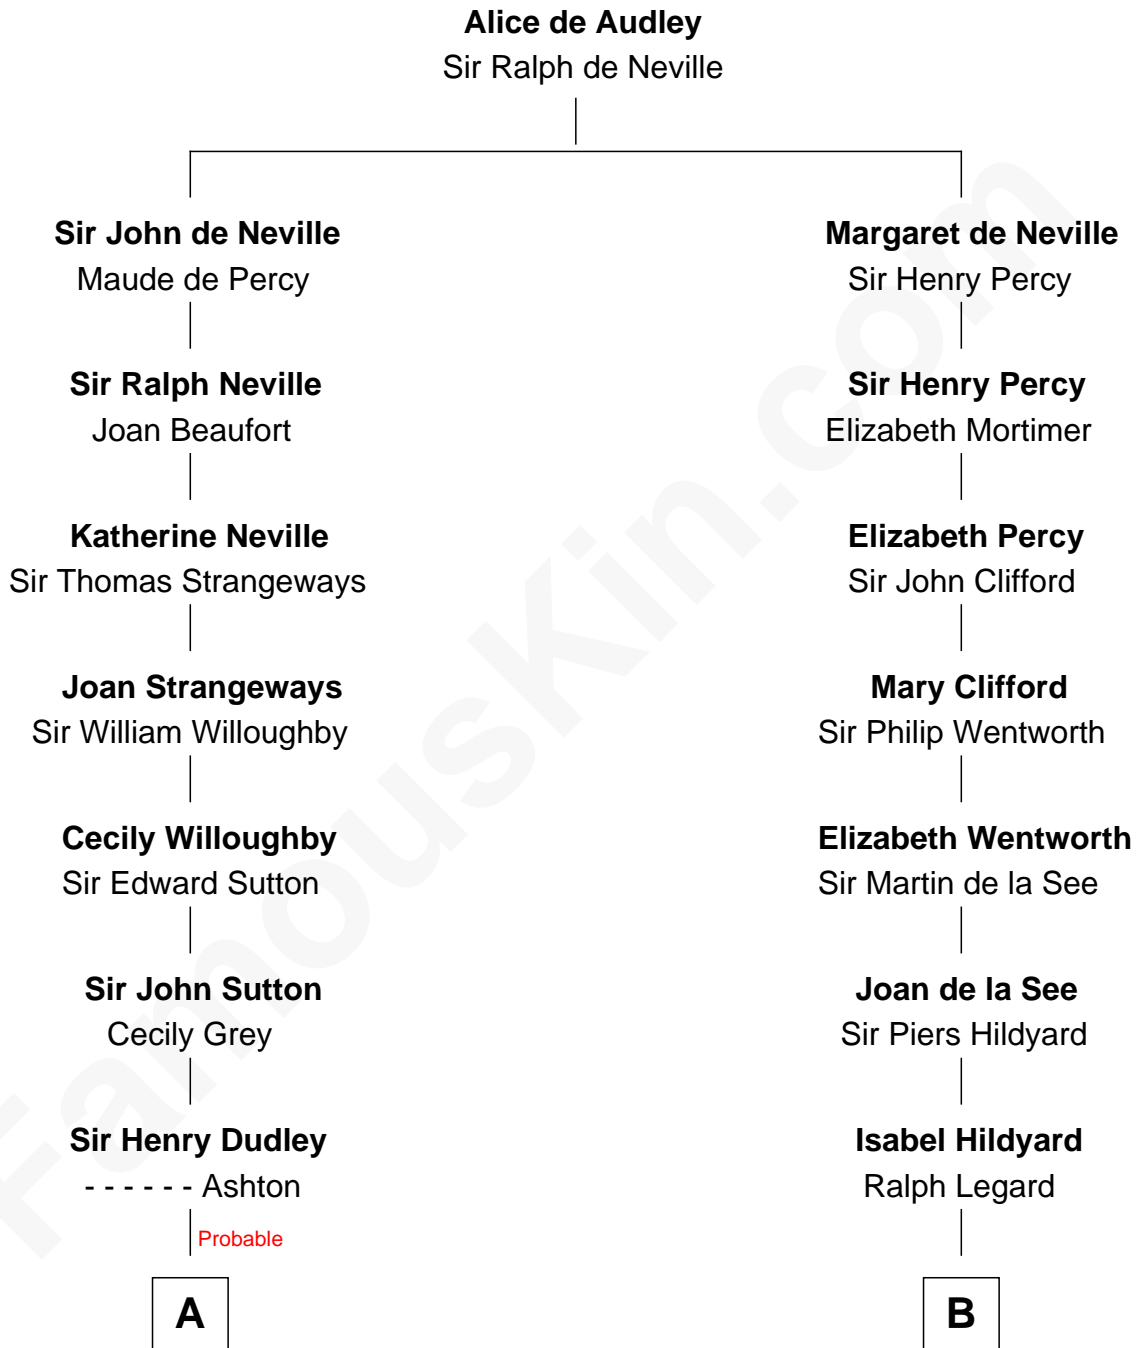 Alice de Audley
Sir Ralph de Neville
Sir John de Neville
Maude de Percy
Margaret de Neville
Sir Henry Percy
Sir Ralph Neville
Joan Beaufort
Sir Henry Percy
Elizabeth Mortimer
Katherine Neville
Sir Thomas Strangeways
Elizabeth Percy
Sir John Clifford
Joan Strangeways
Sir William Willoughby
Mary Clifford
Sir Philip Wentworth
Cecily Willoughby
Sir Edward Sutton
Elizabeth Wentworth
Sir Martin de la See
Sir John Sutton
Cecily Grey
Joan de la See
Sir Piers Hildyard
Sir Henry Dudley
- - - - - - Ashton
Isabel Hildyard
Ralph Legard
Probable
A
B
FamousKin.com